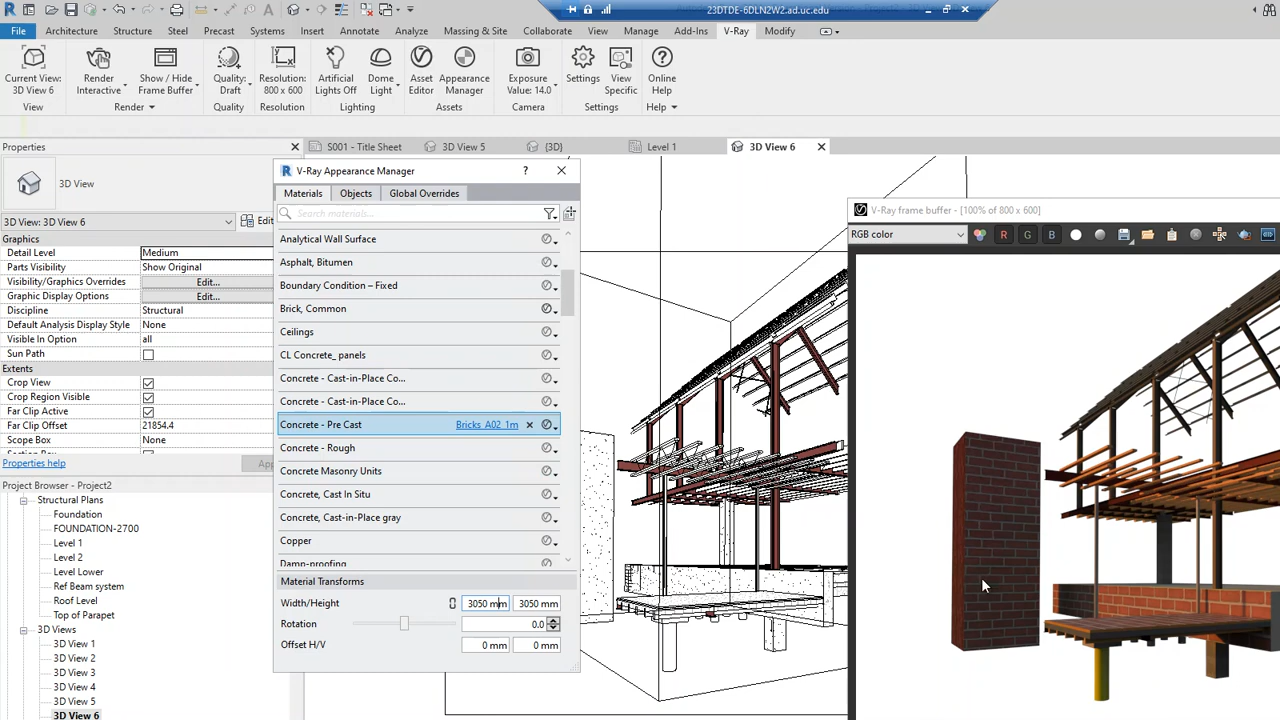 23DTDE-6DLN2W2.ad.uc.edu
File Architecture Structure Steel Precast Systems Insert Annotate Analyze Massing & Site Collaborate View Manage Add-Ins V-Ray Modify
Current View: Render Show / Hide Quality: Resolution: Artificial Dome Asset Appearance Exposure Settings View Online
3D View 6 Interactive Frame Buffer Draft 800 x 600 Lights Off Light Editor Manager Value: 14.0 Specific Help
View Render Quality Resolution Lighting Assets Camera Settings Help
Properties
S001 - Title Sheet 3D View 5 {3D} Level 1 3D View 6
3D View
3D View: 3D View 6 Edit
Graphics
Detail Level Medium
Parts Visibility Show Original
Visibility/Graphics Overrides Edit...
Graphic Display Options Edit...
Discipline Structural
Default Analysis Display Style None
Visible In Option all
Sun Path
Extents
Crop View
Crop Region Visible
Far Clip Active
Far Clip Offset 21854.4
Scope Box None
Properties help App
Project Browser - Project2
Structural Plans
Foundation
FOUNDATION-2700
Level 1
Level 2
Level Lower
Ref Beam system
Roof Level
Top of Parapet
3D Views
3D View 1
3D View 2
3D View 3
3D View 4
3D View 5
3D View 6
V-Ray Appearance Manager ?
Materials Objects Global Overrides
Search materials...
Analytical Wall Surface
Asphalt, Bitumen
Boundary Condition – Fixed
Brick, Common
Ceilings
CL Concrete_ panels
Concrete - Cast-in-Place Co...
Concrete - Cast-in-Place Co...
Concrete - Pre Cast Bricks_A02_1m
Concrete - Rough
Concrete Masonry Units
Concrete, Cast In Situ
Concrete, Cast-in-Place gray
Copper
Damp-proofing
Material Transforms
Width/Height 3050 mm 3050 mm
Rotation 0.0
Offset H/V 0 mm 0 mm
V-Ray frame buffer - [100% of 800 x 600]
RGB color R G B